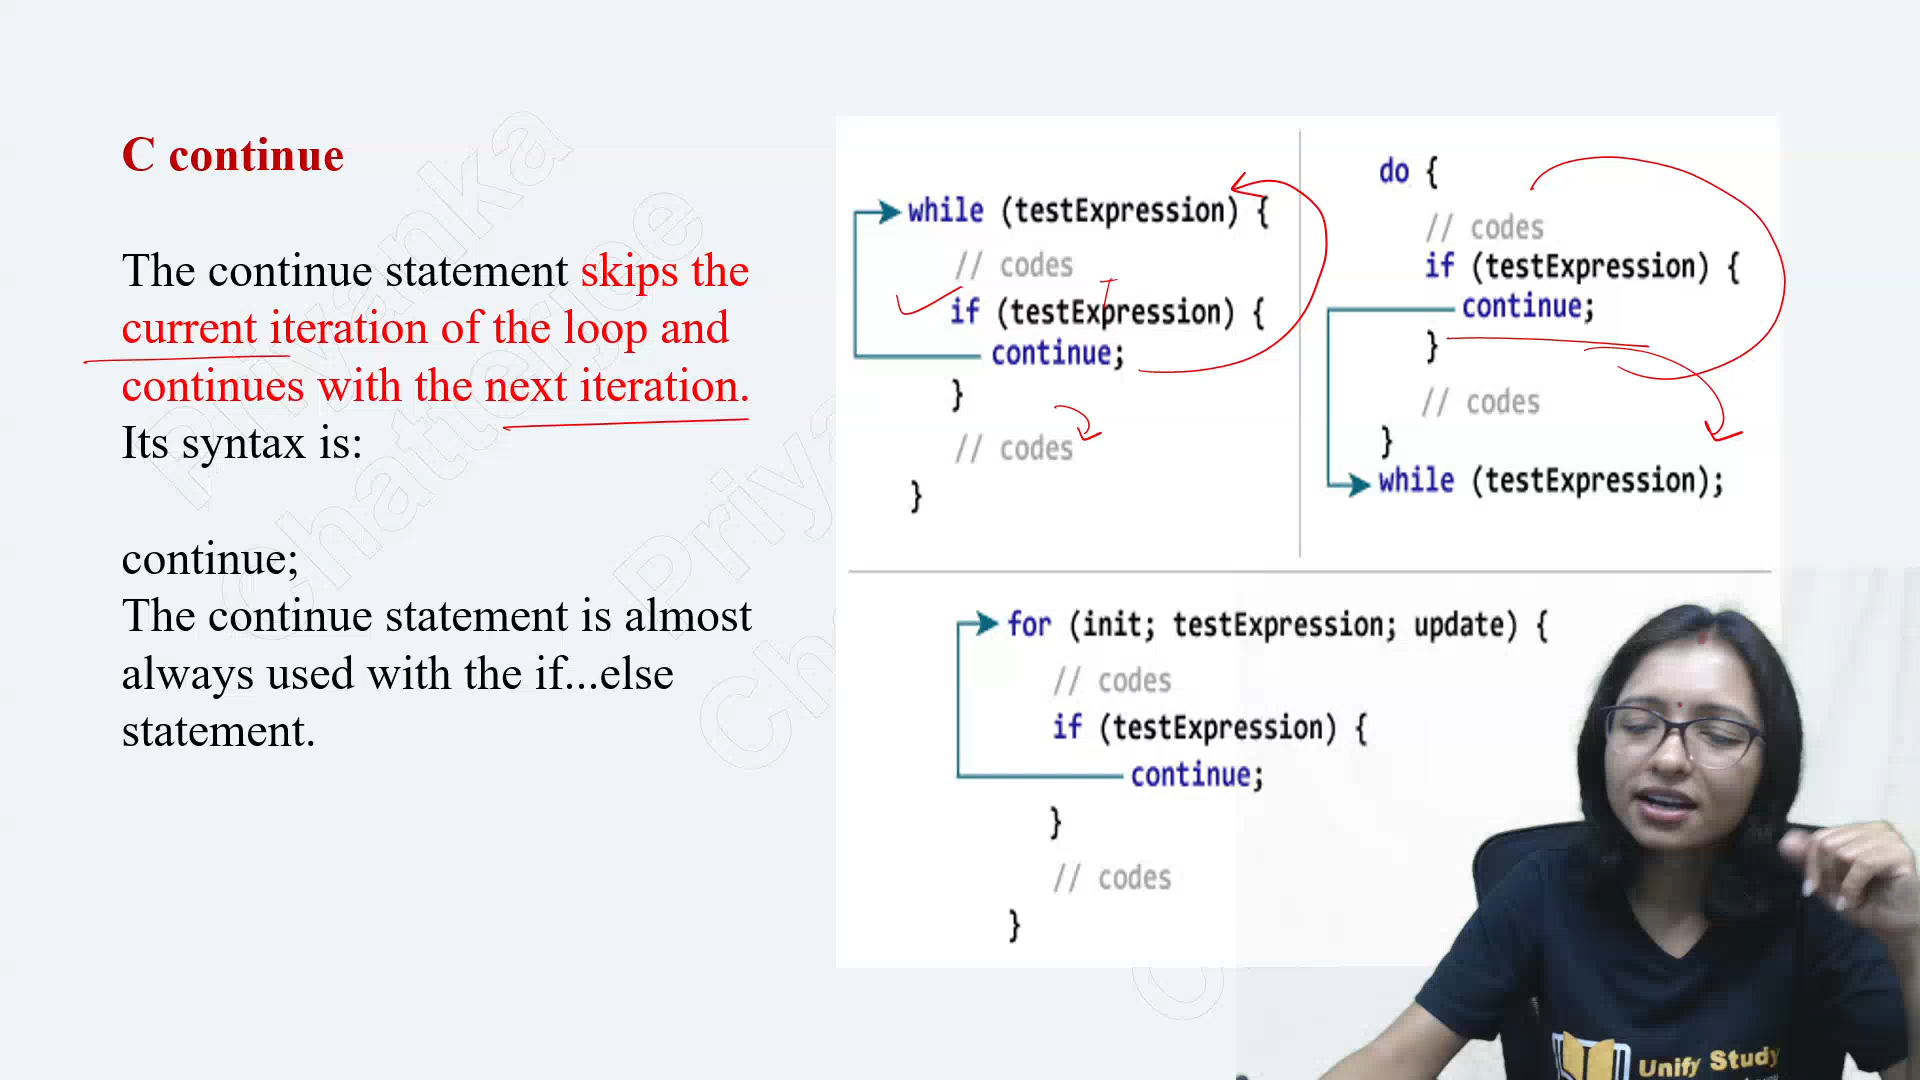 C continue
The continue statement skips the
current iteration of the loop and
continues with the next iteration.
Its syntax is:
continue;
The continue statement is almost
always used with the if...else
statement.
while (testExpression) {
// codes
if (testExpression) {
continue;
}
// codes
}
do {
// codes
if (testExpression) {
continue;
}
// codes
}
while (testExpression);
for (init; testExpression; update) {
// codes
if (testExpression) {
continue;
}
// codes
}
Priyanka
Chatterjee
Unify Study